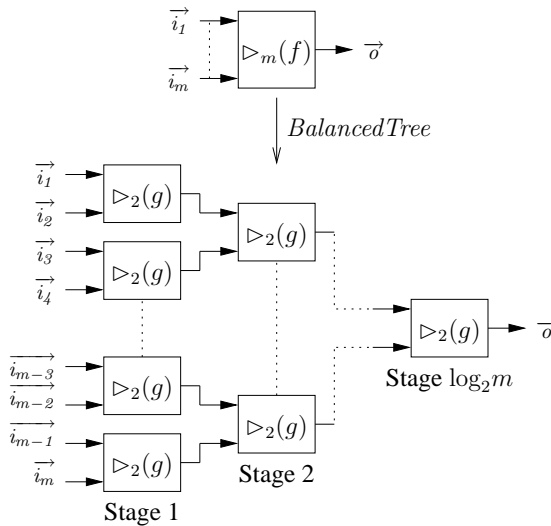 i₁
▷ₘ(f)
o
iₘ
BalancedTree
i₁
▷₂(g)
i₂
▷₂(g)
i₃
▷₂(g)
i₄
▷₂(g)
o
Stage log₂m
iₘ₋₃
▷₂(g)
iₘ₋₂
▷₂(g)
iₘ₋₁
▷₂(g)
iₘ
Stage 2
Stage 1